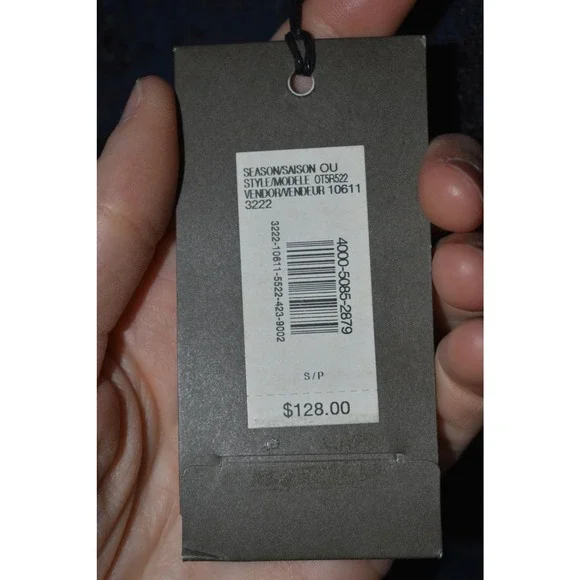 SEASON/SAISON OU
STYLE/MODELE OT5R522
VENDOR/VENDEUR 10611
3222
4000-5085-2879
3222-10611-5522-423-9002
S/P
$128.00